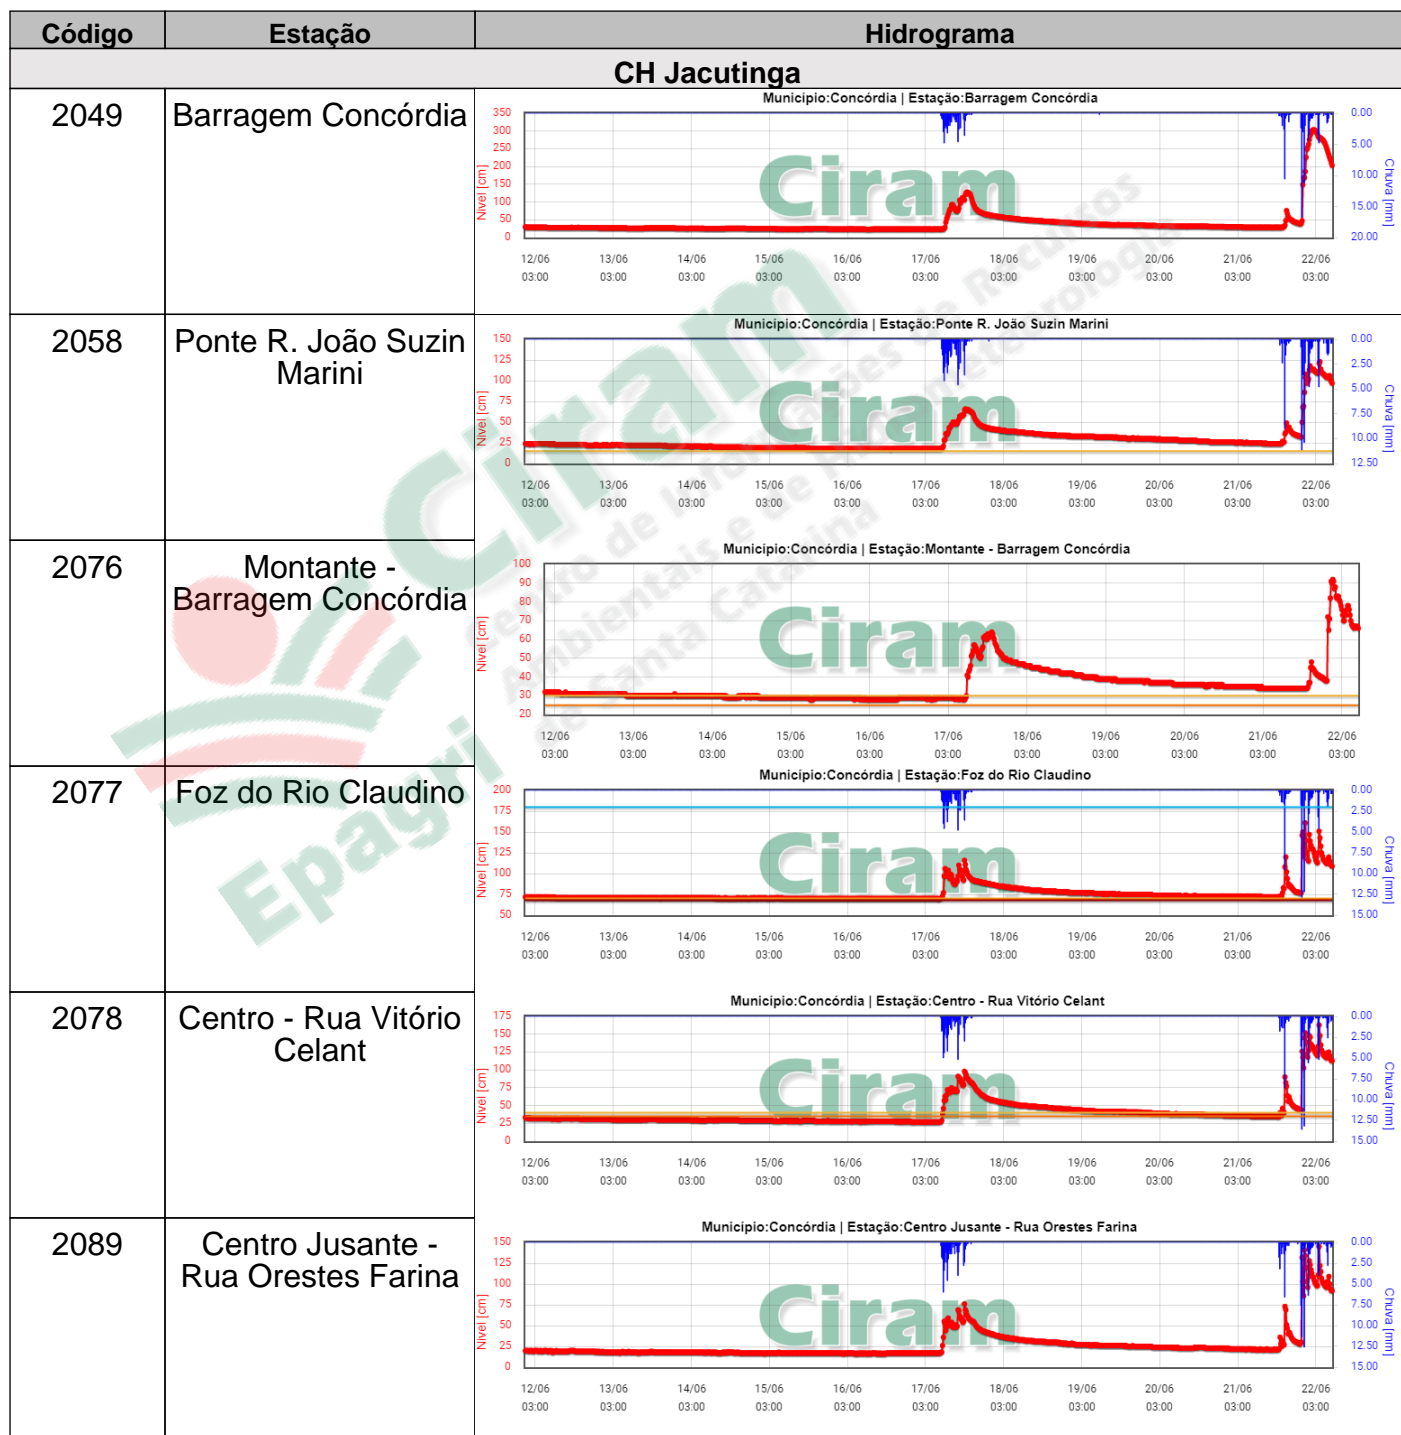 Código Estação Hidrograma
CH Jacutinga
2049 Barragem Concórdia
Município:Concórdia | Estação:Barragem Concórdia
Nível [cm]
350
300
250
200
150
100
50
0
0.00
5.00
10.00
15.00
20.00
Chuva [mm]
Ciram
12/06 13/06 14/06 15/06 16/06 17/06 18/06 19/06 20/06 21/06 22/06
03:00 03:00 03:00 03:00 03:00 03:00 03:00 03:00 03:00 03:00 03:00
2058 Ponte R. João Suzin
Marini
Município:Concórdia | Estação:Ponte R. João Suzin Marini
Nível [cm]
150
125
100
75
50
25
0
0.00
2.50
5.00
7.50
10.00
12.50
Chuva [mm]
Ciram
12/06 13/06 14/06 15/06 16/06 17/06 18/06 19/06 20/06 21/06 22/06
03:00 03:00 03:00 03:00 03:00 03:00 03:00 03:00 03:00 03:00 03:00
2076 Montante -
Barragem Concórdia
Município:Concórdia | Estação:Montante - Barragem Concórdia
Nível [cm]
100
90
80
70
60
50
40
30
20
Ciram
12/06 13/06 14/06 15/06 16/06 17/06 18/06 19/06 20/06 21/06 22/06
03:00 03:00 03:00 03:00 03:00 03:00 03:00 03:00 03:00 03:00 03:00
2077 Foz do Rio Claudino
Município:Concórdia | Estação:Foz do Rio Claudino
Nível [cm]
200
175
150
125
100
75
50
0.00
2.50
5.00
7.50
10.00
12.50
15.00
Chuva [mm]
Ciram
12/06 13/06 14/06 15/06 16/06 17/06 18/06 19/06 20/06 21/06 22/06
03:00 03:00 03:00 03:00 03:00 03:00 03:00 03:00 03:00 03:00 03:00
2078 Centro - Rua Vitório
Celant
Município:Concórdia | Estação:Centro - Rua Vitório Celant
Nível [cm]
175
150
125
100
75
50
25
0
0.00
2.50
5.00
7.50
10.00
12.50
15.00
Chuva [mm]
Ciram
12/06 13/06 14/06 15/06 16/06 17/06 18/06 19/06 20/06 21/06 22/06
03:00 03:00 03:00 03:00 03:00 03:00 03:00 03:00 03:00 03:00 03:00
2089 Centro Jusante -
Rua Orestes Farina
Município:Concórdia | Estação:Centro Jusante - Rua Orestes Farina
Nível [cm]
150
125
100
75
50
25
0
0.00
2.50
5.00
7.50
10.00
12.50
15.00
Chuva [mm]
Ciram
12/06 13/06 14/06 15/06 16/06 17/06 18/06 19/06 20/06 21/06 22/06
03:00 03:00 03:00 03:00 03:00 03:00 03:00 03:00 03:00 03:00 03:00
Epagri
Ciram
Centro de Informações de Recursos
Ambientais e de Hidrometeorologia
de Santa Catarina